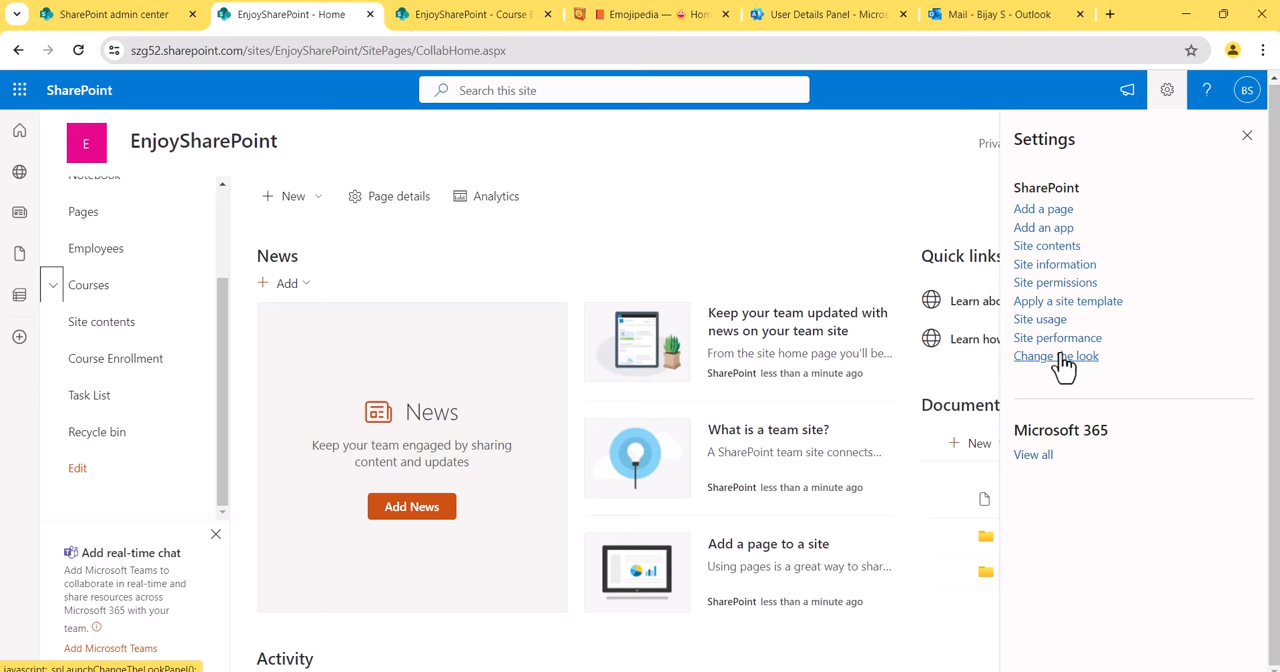 SharePoint admin center
EnjoySharePoint - Home
EnjoySharePoint - Course E
Emojipedia —
Hom
User Details Panel - Micros
Mail - Bijay S - Outlook
szg52.sharepoint.com/sites/EnjoySharePoint/SitePages/CollabHome.aspx
SharePoint
Search this site
BS
E
EnjoySharePoint
Priva
Notebook
Pages
Employees
Courses
Site contents
Course Enrollment
Task List
Recycle bin
Edit
Add real-time chat
Add Microsoft Teams to
collaborate in real-time and
share resources across
Microsoft 365 with your
team.
Add Microsoft Teams
javascript:_spLaunchChangeTheLookPanel();
New
Page details
Analytics
News
Add
News
Keep your team engaged by sharing
content and updates
Add News
Keep your team updated with
news on your team site
From the site home page you'll be...
SharePoint less than a minute ago
What is a team site?
A SharePoint team site connects...
SharePoint less than a minute ago
Add a page to a site
Using pages is a great way to shar...
SharePoint less than a minute ago
Activity
Quick links
Learn abo
Learn how
Document
New
Settings
SharePoint
Add a page
Add an app
Site contents
Site information
Site permissions
Apply a site template
Site usage
Site performance
Change the look
Microsoft 365
View all